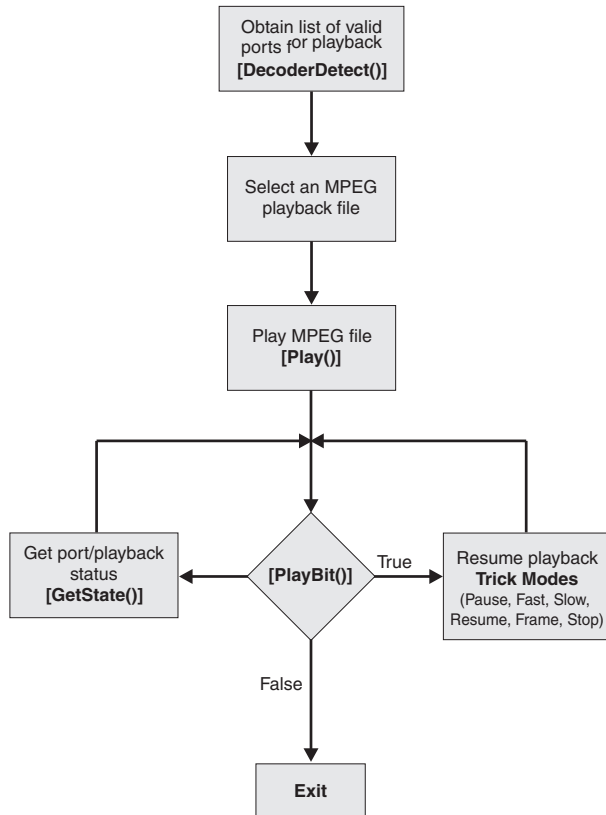 Obtain list of valid
ports for playback
[DecoderDetect()]
Select an MPEG
playback file
Play MPEG file
[Play()]
Get port/playback
status
[GetState()]
[PlayBit()]
True
Resume playback
Trick Modes
(Pause, Fast, Slow,
Resume, Frame, Stop)
False
Exit